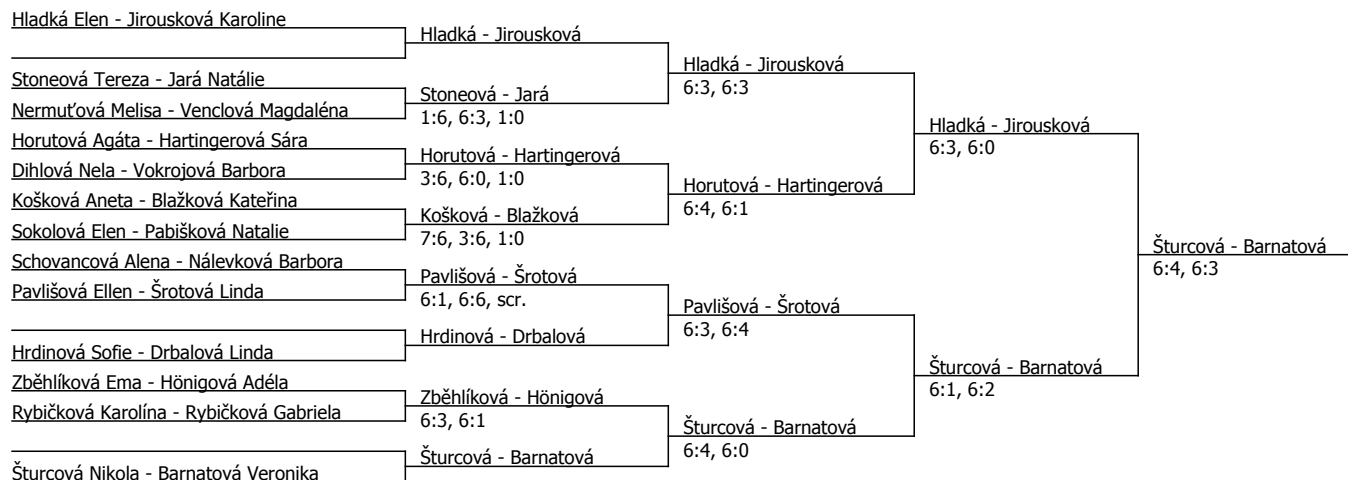 Hladká Elen - Jirousková Karoline
Stoneová Tereza - Jará Natálie
Nermuťová Melisa - Venclová Magdaléna
Horutová Agáta - Hartingerová Sára
Dihlová Nela - Vokrojová Barbora
Košková Aneta - Blažková Kateřina
Sokolová Elen - Pabišková Natalie
Schovancová Alena - Nálevková Barbora
Pavlišová Ellen - Šrotová Linda
Hrdinová Sofie - Drbalová Linda
Zběhlíková Ema - Hönigová Adéla
Rybičková Karolína - Rybičková Gabriela
Šturcová Nikola - Barnatová Veronika
Hladká - Jirousková
Stoneová - Jará
1:6, 6:3, 1:0
Horutová - Hartingerová
3:6, 6:0, 1:0
Košková - Blažková
7:6, 3:6, 1:0
Pavlišová - Šrotová
6:1, 6:6, scr.
Hrdinová - Drbalová
Zběhlíková - Hönigová
6:3, 6:1
Šturcová - Barnatová
Hladká - Jirousková
6:3, 6:3
Horutová - Hartingerová
6:4, 6:1
Pavlišová - Šrotová
6:3, 6:4
Šturcová - Barnatová
6:4, 6:0
Hladká - Jirousková
6:3, 6:0
Šturcová - Barnatová
6:1, 6:2
Šturcová - Barnatová
6:4, 6:3